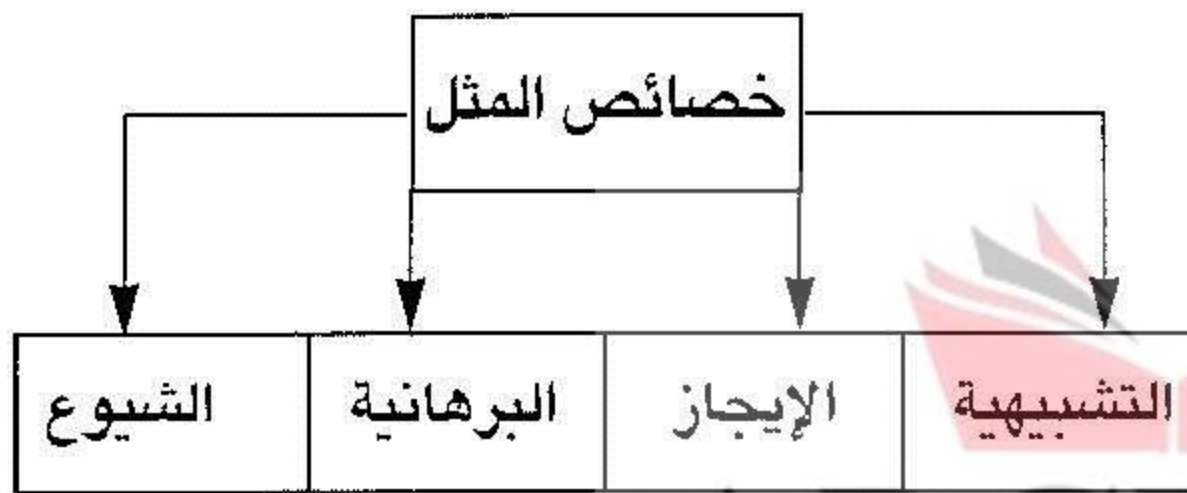 خصائص المثل
التشبيهية
الإيجاز
البرهانية
الشيوع